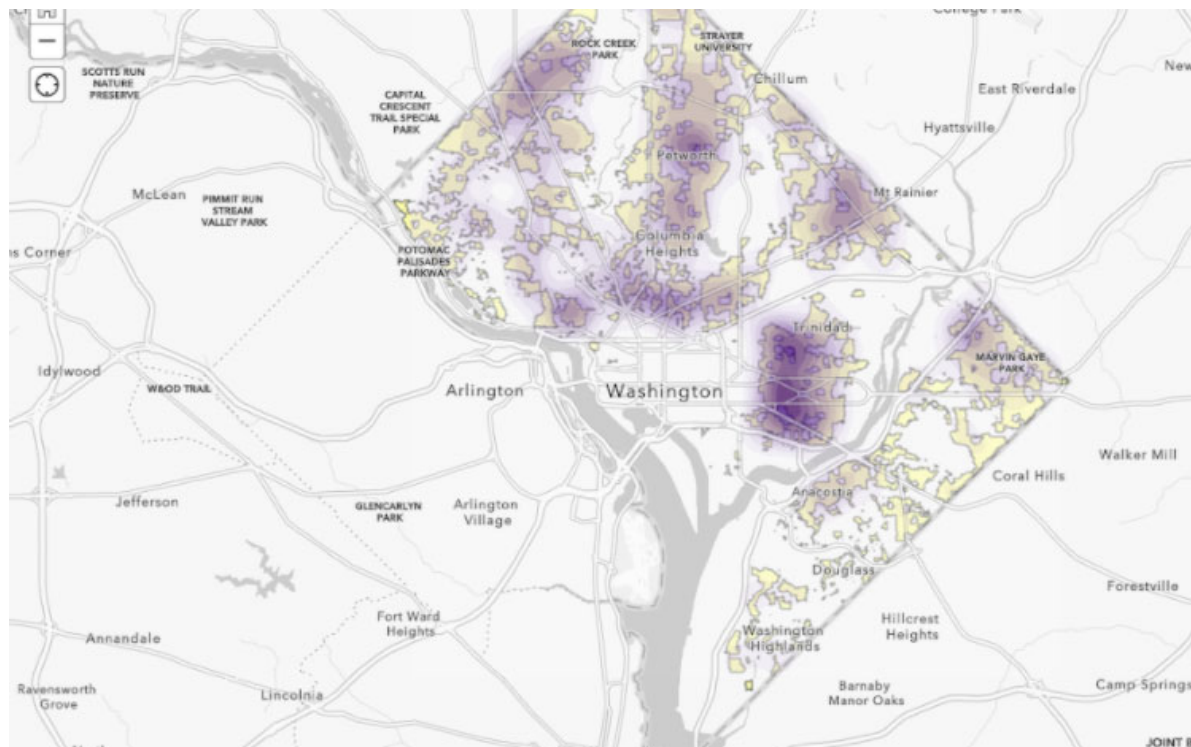 ROCK CREEK
PARK
STRAYER
UNIVERSITY
SCOTTS RUN
NATURE
PRESERVE
Chillum
New
East Riverdale
CAPITAL
CRESCENT
TRAIL SPECIAL
PARK
Hyattsville
Petworth
McLean
PIMMIT RUN
STREAM
VALLEY PARK
Mt Rainier
s Corner
POTOMAC
PALISADES
PARKWAY
Columbia
Heights
Trinidad
Idylwood
W&OD TRAIL
MARVIN GAYE
PARK
Arlington
Washington
Walker Mill
Coral Hills
Jefferson
GLENCARLYN
PARK
Arlington
Village
Anacostia
Douglass
Forestville
Fort Ward
Heights
Hillcrest
Heights
Annandale
Washington
Highlands
Ravensworth
Grove
Lincolnia
Barnaby
Manor Oaks
Camp Springs
JOINT